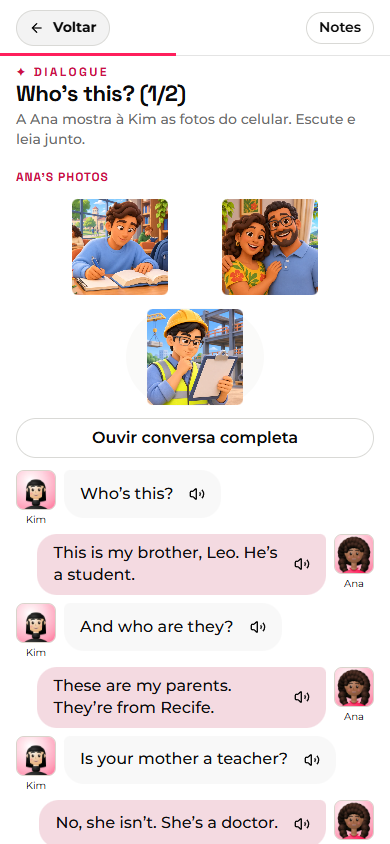 Voltar
Notes
DIALOGUE
Who's this? (1/2)
A Ana mostra à Kim as fotos do celular. Escute e
leia junto.
ANA'S PHOTOS
Ouvir conversa completa
Who's this?
Kim
This is my brother, Leo. He's
a student.
Ana
And who are they?
Kim
These are my parents.
They're from Recife.
Ana
Is your mother a teacher?
Kim
No, she isn't. She's a doctor.